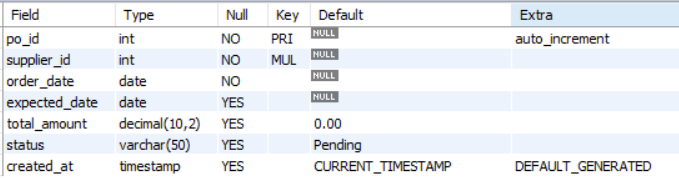 Field Type Null Key Default Extra
po_id int NO PRI NULL auto_increment
supplier_id int NO MUL NULL
order_date date NO NULL
expected_date date YES NULL
total_amount decimal(10,2) YES 0.00
status varchar(50) YES Pending
created_at timestamp YES CURRENT_TIMESTAMP DEFAULT_GENERATED